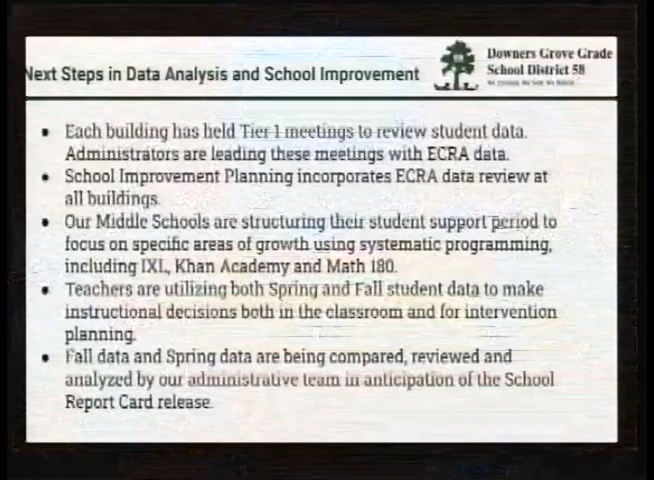 Next Steps in Data Analysis and School Improvement
Downers Grove Grade
School District 58
• Each building has held Tier 1 meetings to review student data.
Administrators are leading these meetings with ECRA data.
• School Improvement Planning incorporates ECRA data review at
all buildings.
• Our Middle Schools are structuring their student support period to
focus on specific areas of growth using systematic programming,
including IXL, Khan Academy and Math 180.
• Teachers are utilizing both Spring and Fall student data to make
instructional decisions both in the classroom and for intervention
planning.
• Fall data and Spring data are being compared, reviewed and
analyzed by our administrative team in anticipation of the School
Report Card release.